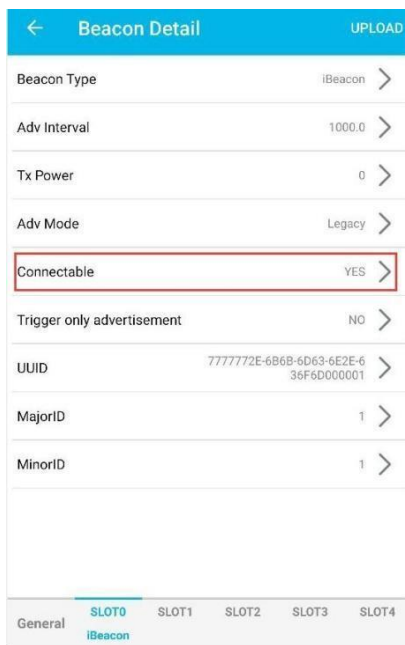 Beacon Detail UPLOAD
Beacon Type iBeacon
Adv Interval 1000.0
Tx Power 0
Adv Mode Legacy
Connectable YES
Trigger only advertisement NO
UUID 7777772E-6B6B-6D63-6E2E-6
36F6D000001
MajorID 1
MinorID 1
General SLOT0 SLOT1 SLOT2 SLOT3 SLOT4
iBeacon